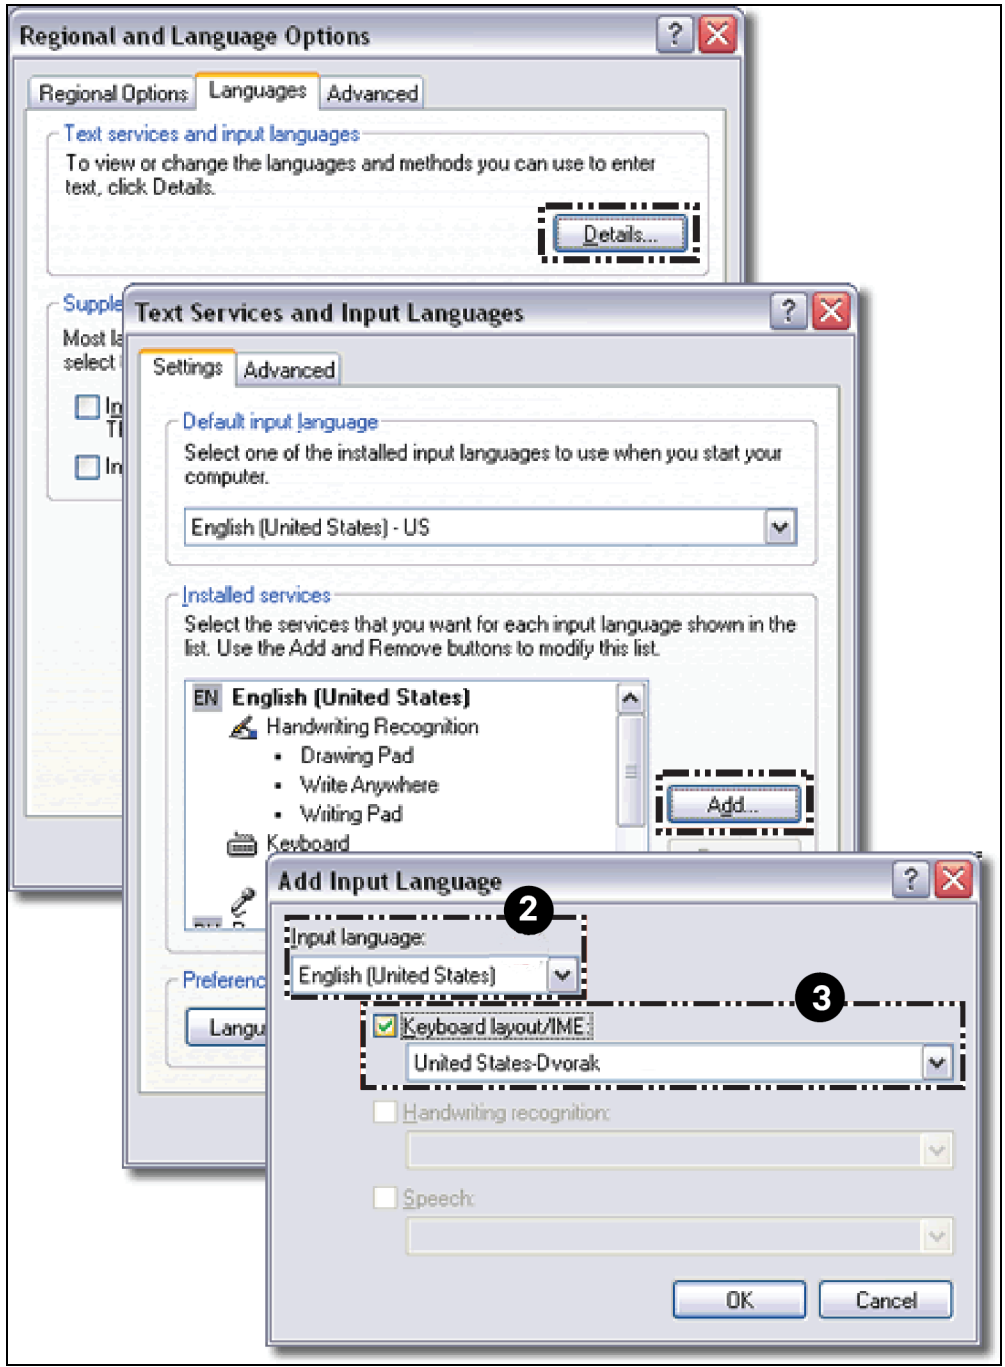 Regional and Language Options
Regional Options Languages Advanced
Text services and input languages
To view or change the languages and methods you can use to enter
text, click Details.
Details...
Supple
Most la
select
In
Th
In
Text Services and Input Languages
Settings Advanced
Default input language
Select one of the installed input languages to use when you start your
computer.
English (United States) - US
Installed services
Select the services that you want for each input language shown in the
list. Use the Add and Remove buttons to modify this list.
EN English (United States)
Handwriting Recognition
• Drawing Pad
• Write Anywhere
• Writing Pad
Keyboard
Add...
Preferenc
Langu
Add Input Language
2
Input language:
English (United States)
3
Keyboard layout/IME:
United States-Dvorak
Handwriting recognition:
Speech:
OK Cancel